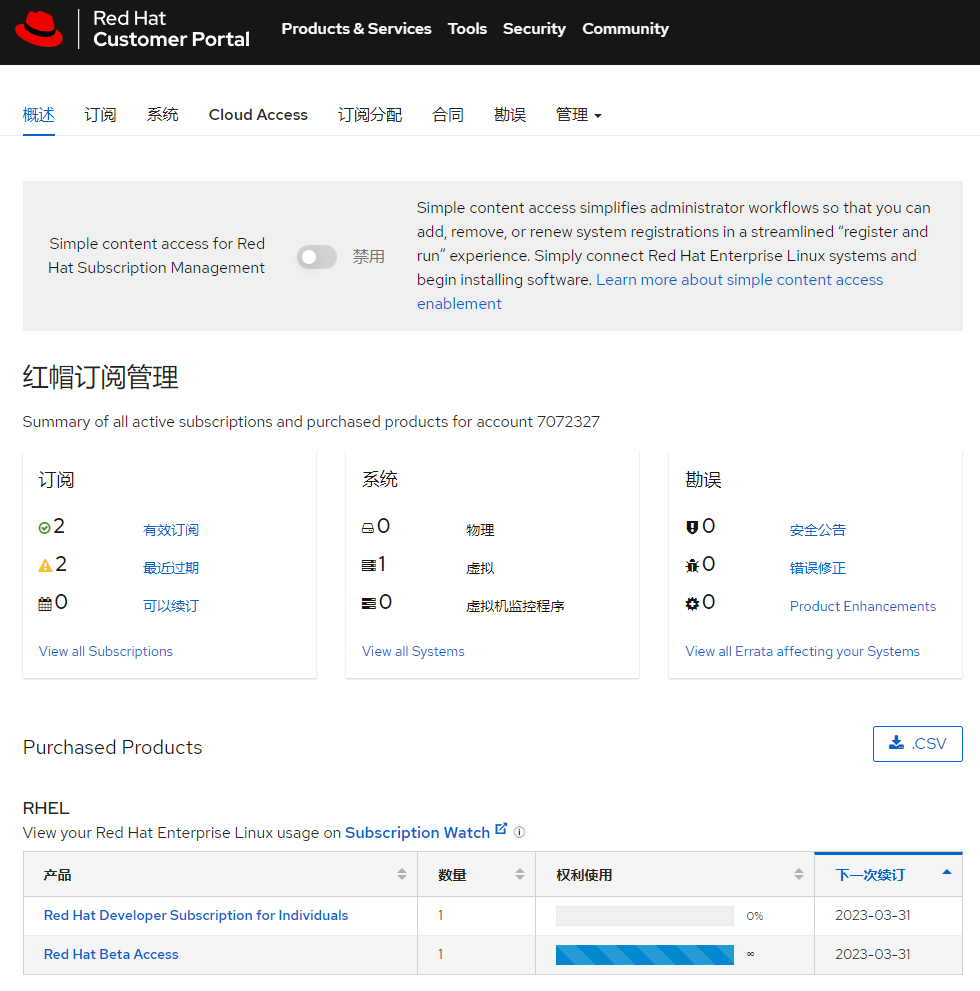 Red Hat
Customer Portal
Products & Services Tools Security Community
概述 订阅 系统 Cloud Access 订阅分配 合同 勘误 管理
Simple content access for Red
Hat Subscription Management
禁用
Simple content access simplifies administrator workflows so that you can
add, remove, or renew system registrations in a streamlined “register and
run” experience. Simply connect Red Hat Enterprise Linux systems and
begin installing software. Learn more about simple content access
enablement
红帽订阅管理
Summary of all active subscriptions and purchased products for account 7072327
订阅
2 有效订阅
2 最近过期
0 可以续订
View all Subscriptions
系统
0 物理
1 虚拟
0 虚拟机监控程序
View all Systems
勘误
0 安全公告
0 错误修正
0 Product Enhancements
View all Errata affecting your Systems
Purchased Products
.CSV
RHEL
View your Red Hat Enterprise Linux usage on Subscription Watch
产品 数量 权利使用 下一次续订
Red Hat Developer Subscription for Individuals 1 0% 2023-03-31
Red Hat Beta Access 1 ∞ 2023-03-31